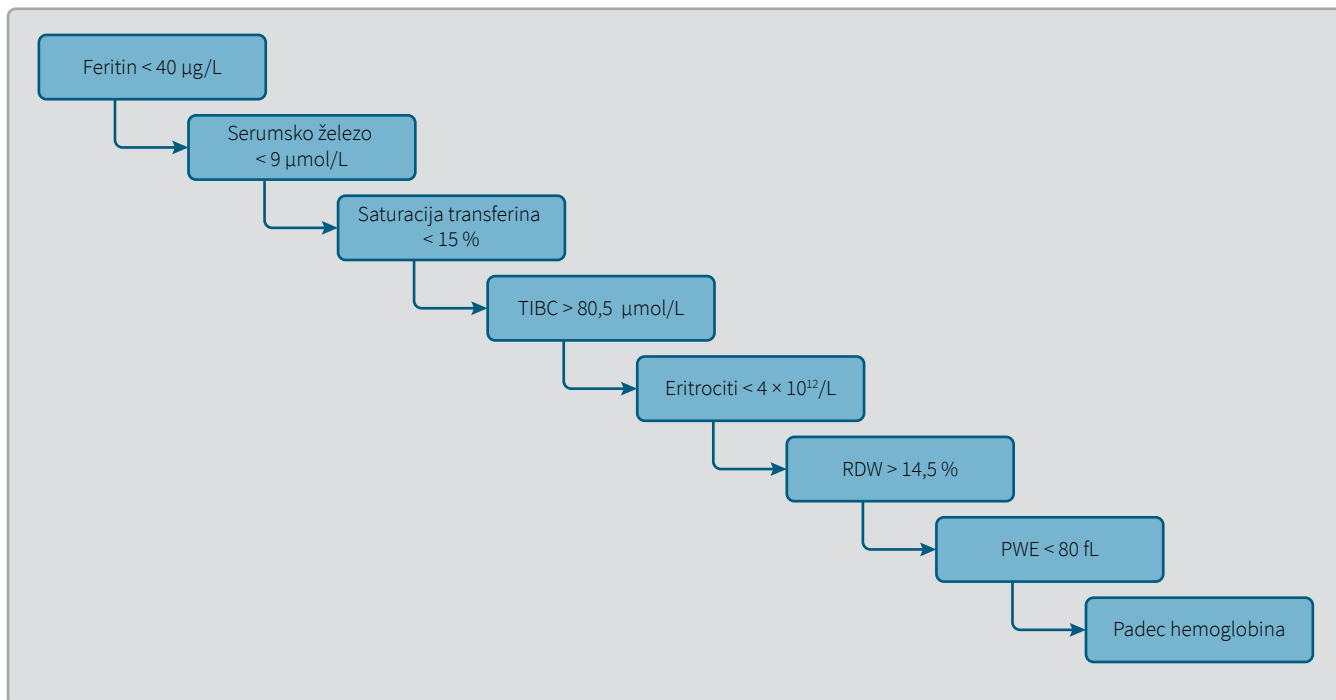 Feritin < 40 µg/L
Serumsko železo
< 9 µmol/L
Saturacija transferina
< 15 %
TIBC > 80,5 µmol/L
Eritrociti < 4 × 10¹²/L
RDW > 14,5 %
PWE < 80 fL
Padec hemoglobina